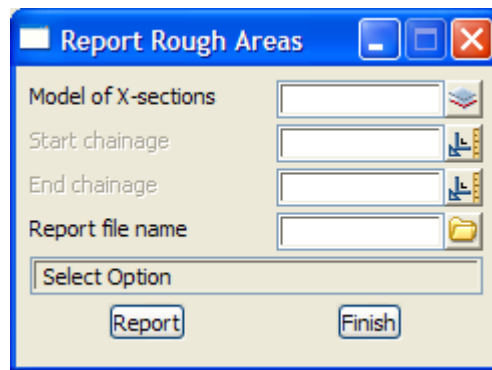 Report Rough Areas
Model of X-sections
Start chainage
End chainage
Report file name
Select Option
Report Finish